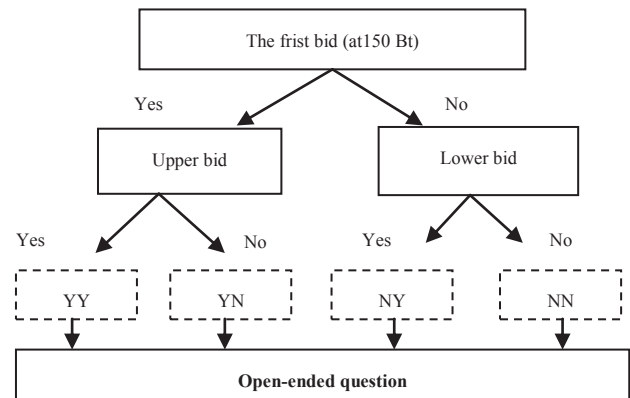 The frist bid (at150 Bt)
Yes
No
Upper bid
Lower bid
Yes
No
Yes
No
YY
YN
NY
NN
Open-ended question